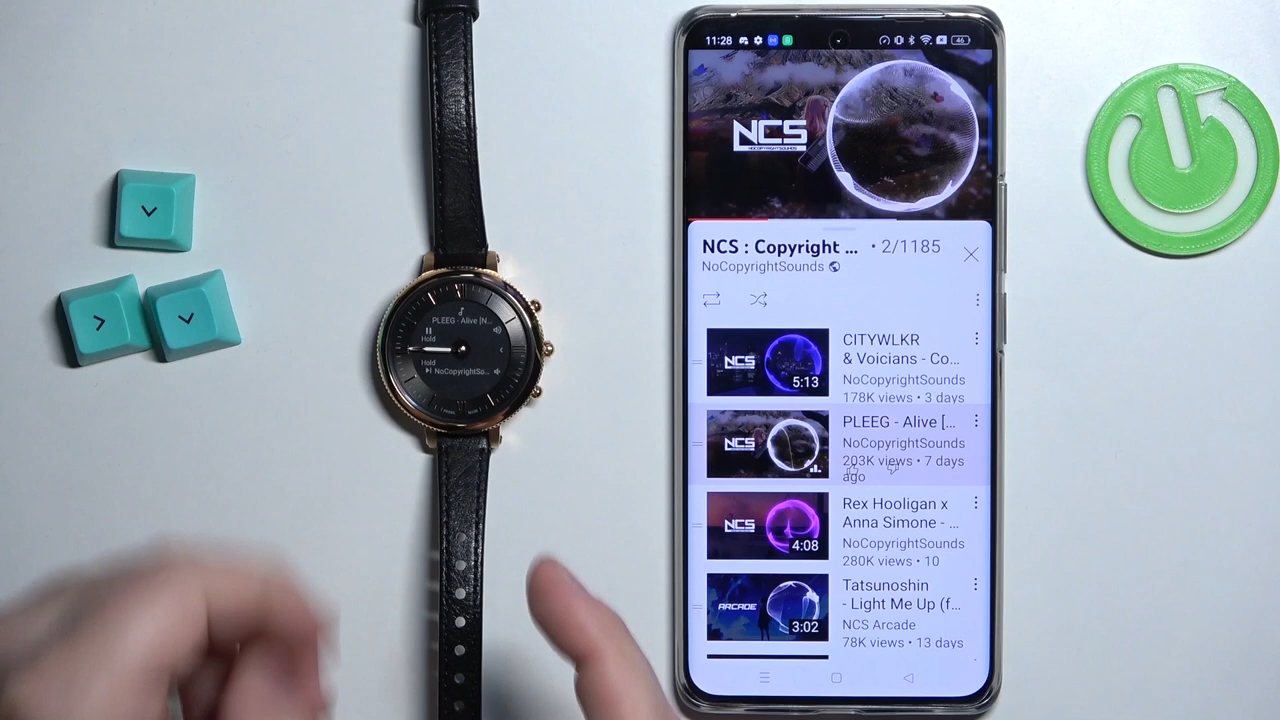 PLEEG - Alive [N...
Hold
Hold
NoCopyrightSo...
11:28
46
NCS
NOCOPYRIGHTSOUNDS
NCS : Copyright ... • 2/1185
NoCopyrightSounds
NCS
5:13
CITYWLKR
& Voicians - Co...
NoCopyrightSounds
178K views • 3 days
NCS
PLEEG - Alive [...
NoCopyrightSounds
203K views • 7 days
ago
NCS
4:08
Rex Hooligan x
Anna Simone - ...
NoCopyrightSounds
280K views • 10
ARCADE
3:02
Tatsunoshin
- Light Me Up (f...
NCS Arcade
78K views • 13 days